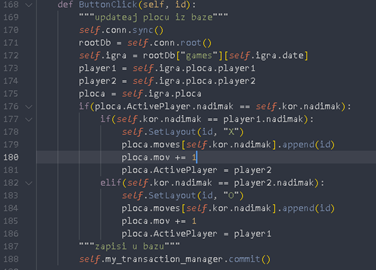 168 def ButtonClick(self, id):
169 """updateaj plocu iz baze"""
170 self.conn.sync()
171 rootDb = self.conn.root()
172 self.igra = rootDb["games"][self.igra.date]
173 player1 = self.igra.ploca.player1
174 player2 = self.igra.ploca.player2
175 ploca = self.igra.ploca
176 if(ploca.ActivePlayer.nadimak == self.kor.nadimak):
177 if(self.kor.nadimak == player1.nadimak):
178 self.SetLayout(id, "X")
179 ploca.moves[self.kor.nadimak].append(id)
180 ploca.mov += 1
181 ploca.ActivePlayer = player2
182 elif(self.kor.nadimak == player2.nadimak):
183 self.SetLayout(id, "O")
184 ploca.moves[self.kor.nadimak].append(id)
185 ploca.mov += 1
186 ploca.ActivePlayer = player1
187 """zapisi u bazu"""
188 self.my_transaction_manager.commit()